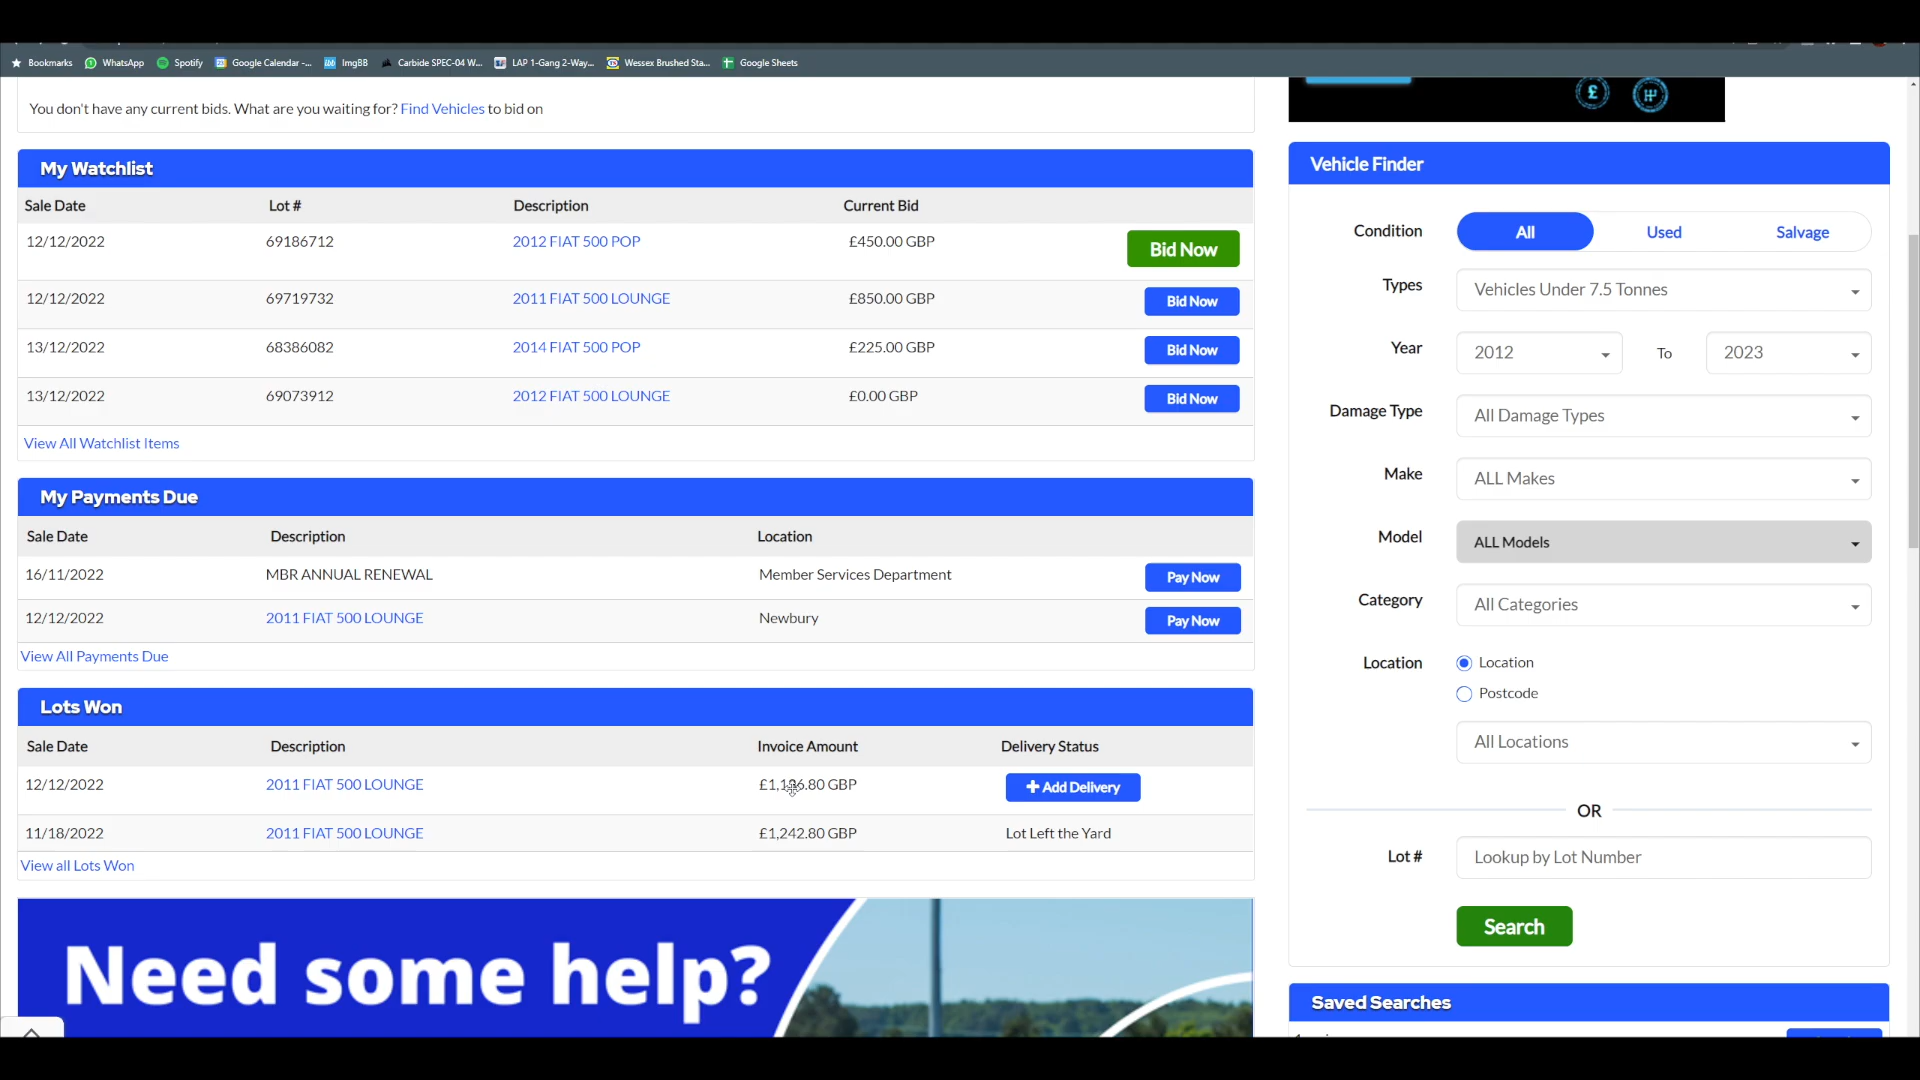 Bookmarks WhatsApp Spotify Google Calendar -... ImgBB Carbide SPEC-04 W... LAP 1-Gang 2-Way... Wessex Brushed Sta... Google Sheets
You don't have any current bids. What are you waiting for? Find Vehicles to bid on
My Watchlist
Sale Date Lot # Description Current Bid
12/12/2022 69186712 2012 FIAT 500 POP £450.00 GBP Bid Now
12/12/2022 69719732 2011 FIAT 500 LOUNGE £850.00 GBP Bid Now
13/12/2022 68386082 2014 FIAT 500 POP £225.00 GBP Bid Now
13/12/2022 69073912 2012 FIAT 500 LOUNGE £0.00 GBP Bid Now
View All Watchlist Items
My Payments Due
Sale Date Description Location
16/11/2022 MBR ANNUAL RENEWAL Member Services Department Pay Now
12/12/2022 2011 FIAT 500 LOUNGE Newbury Pay Now
View All Payments Due
Lots Won
Sale Date Description Invoice Amount Delivery Status
12/12/2022 2011 FIAT 500 LOUNGE GBP Add Delivery
11/18/2022 2011 FIAT 500 LOUNGE £1,242.80 GBP Lot Left the Yard
View all Lots Won
Need some help?
£
Vehicle Finder
Condition All Used Salvage
Types Vehicles Under 7.5 Tonnes
Year 2012 To 2023
Damage Type All Damage Types
Make ALL Makes
Model ALL Models
Category All Categories
Location Location
Postcode
All Locations
OR
Lot # Lookup by Lot Number
Search
Saved Searches